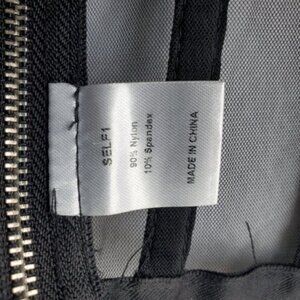 SELF1
90% Nylon
10% Spandex
MADE IN CHINA